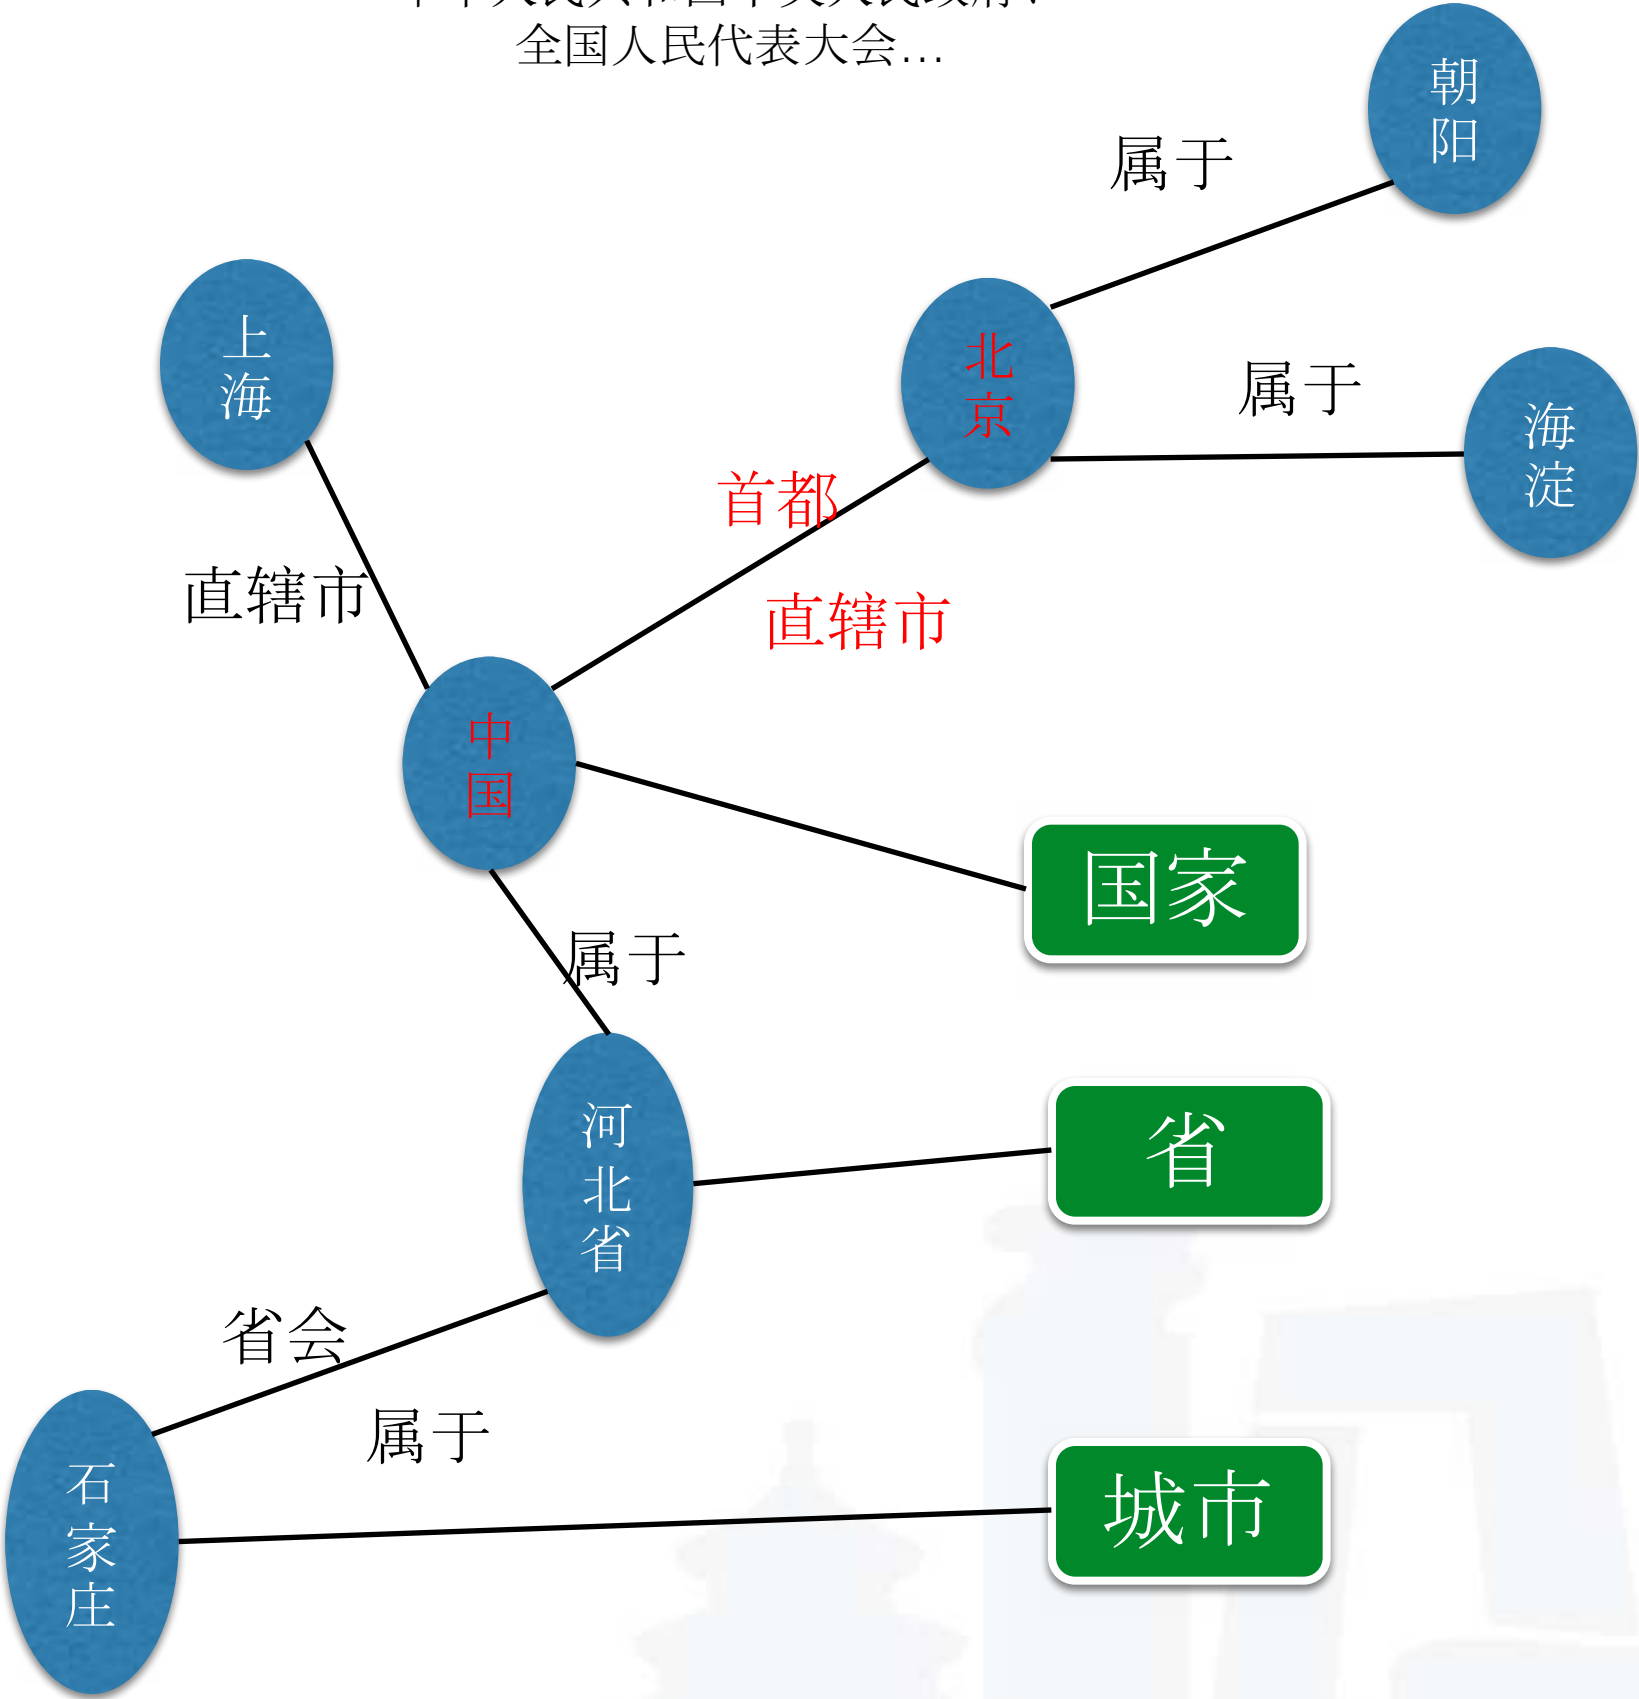 全国人民代表大会...
朝
阳
属于
上
海
北
京
属于
海
淀
首都
直辖市
直辖市
中
国
国家
属于
河
北
省
省
省会
属于
石
家
庄
城市